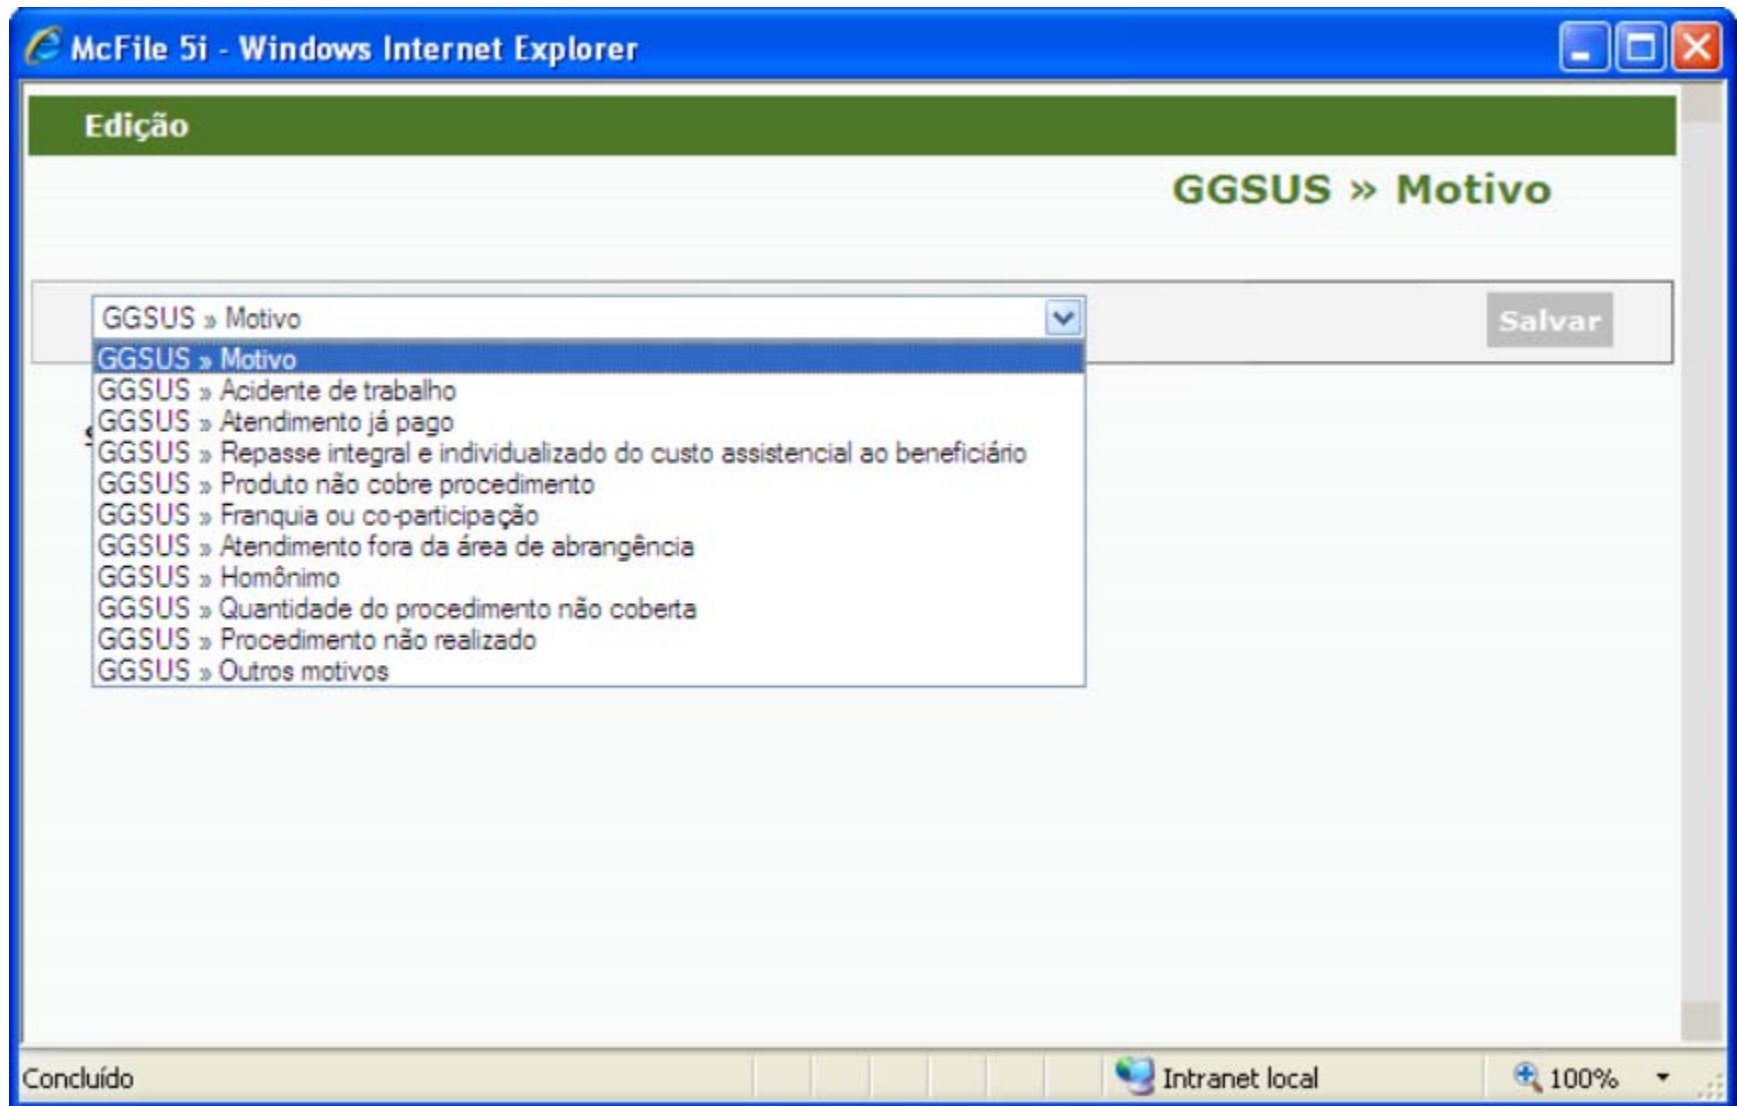 McFile 5i - Windows Internet Explorer
Edição
GGSUS » Motivo
GGSUS » Motivo
Salvar
GGSUS » Motivo
GGSUS » Acidente de trabalho
GGSUS » Atendimento já pago
GGSUS » Repasse integral e individualizado do custo assistencial ao beneficiário
GGSUS » Produto não cobre procedimento
GGSUS » Franquia ou co-participação
GGSUS » Atendimento fora da área de abrangência
GGSUS » Homônimo
GGSUS » Quantidade do procedimento não coberta
GGSUS » Procedimento não realizado
GGSUS » Outros motivos
Concluído
Intranet local
100%